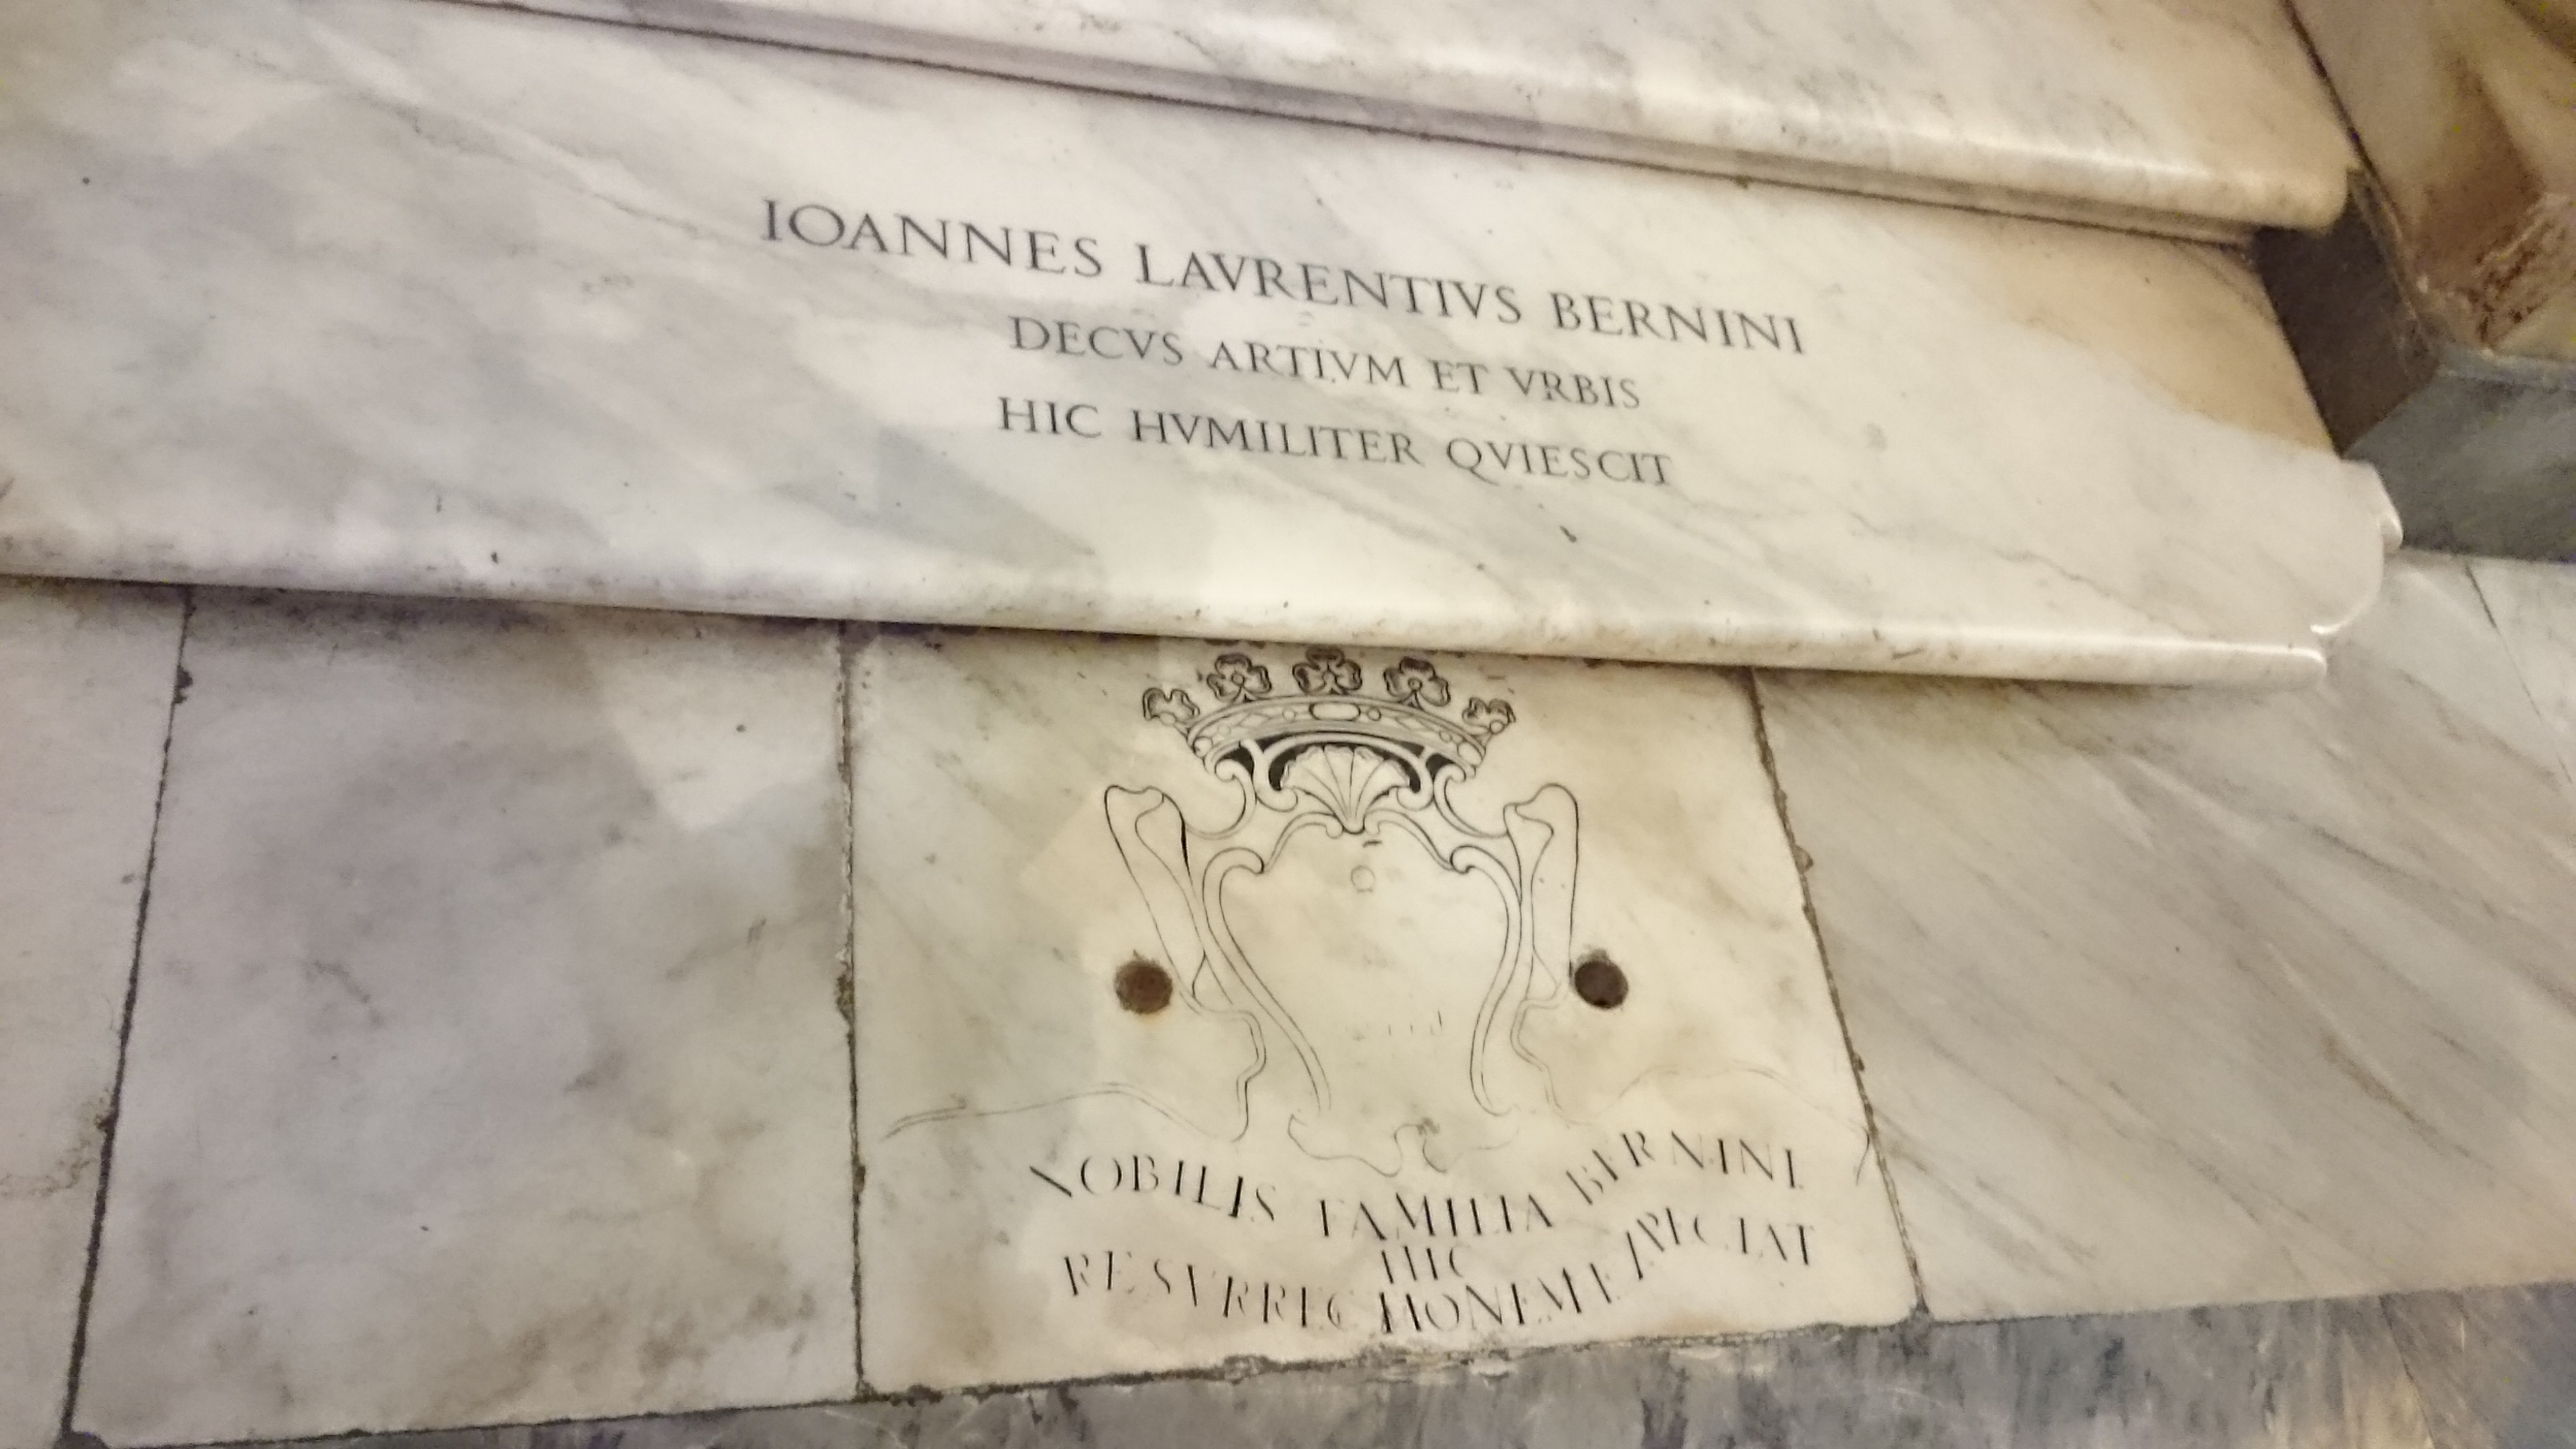 IOANNES LAVRENTIVS BERNINI
DECVS ARTIVM ET VRBIS
HIC HVMILITER QVIESCIT
NOBILIS FAMILIA BERNINI
HIC
RESVRRECTIONEM EXPECTAT